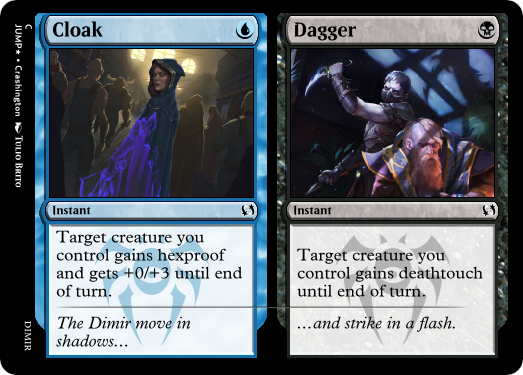 Cloak
Instant
Target creature you
control gains hexproof
and gets +0/+3 until end
of turn.
The Dimir move in
shadows...
Dagger
Instant
Target creature you
control gains deathtouch
until end of turn.
...and strike in a flash.
C
JUMP★ • Crashington Tulio Brito
DIMIR